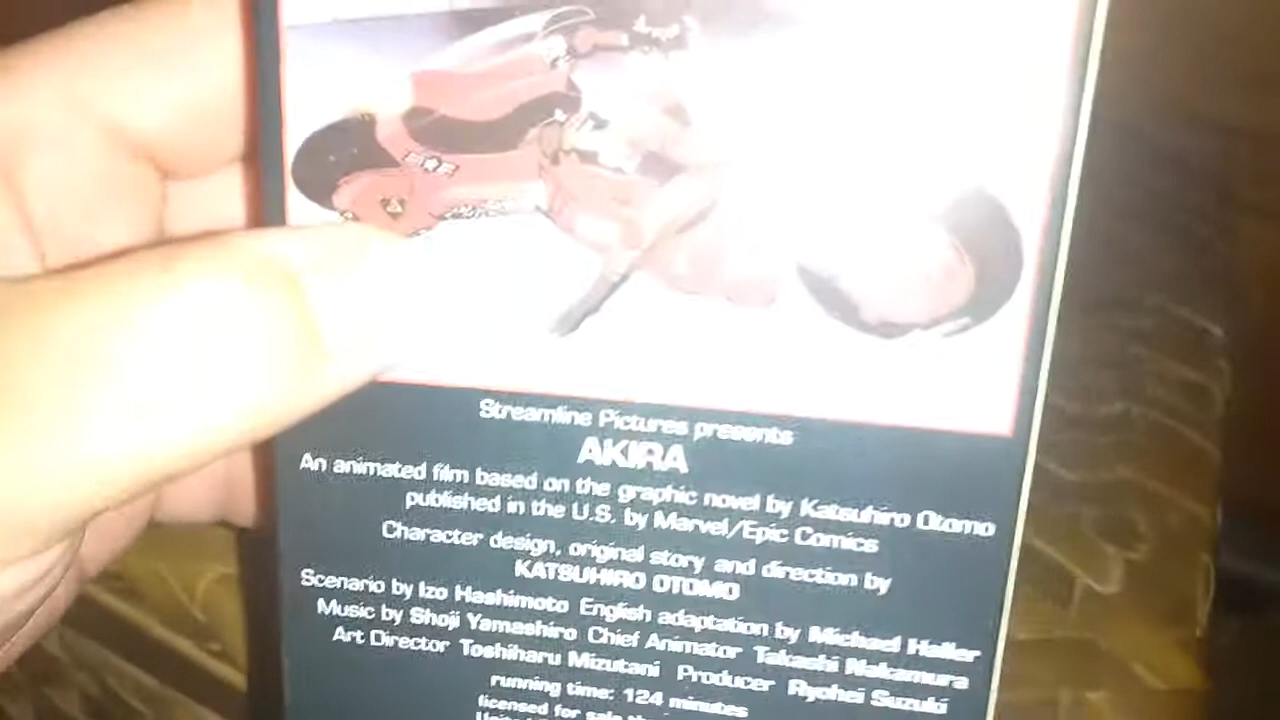 Streamline Pictures presents
AKIRA
An animated film based on the graphic novel by Katsuhiro Otomo
published in the U.S. by Marvel/Epic Comics
Character design, original story and direction by
KATSUHIRO OTOMO
Scenario by Izo Hashimoto English adaptation by Michael Haller
Music by Shoji Yamashiro Chief Animator Takashi Nakamura
Art Director Toshiharu Mizutani Producer Ryohei Suzuki
running time: 124 minutes
licensed for sale